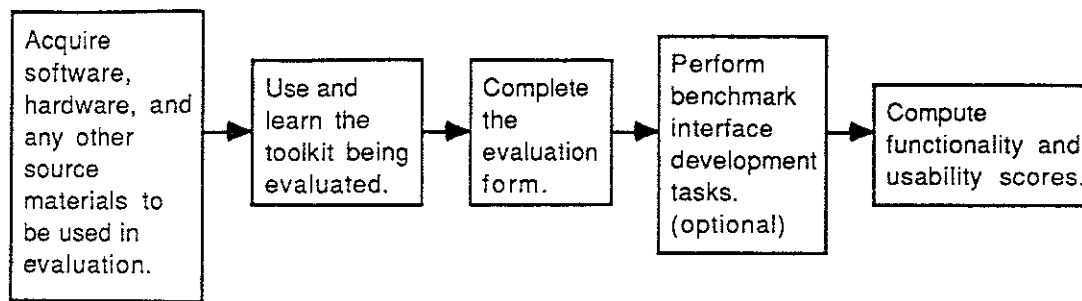 Acquire
software,
hardware, and
any other
source
materials to
be used in
evaluation.
Use and
learn the
toolkit being
evaluated.
Complete
the
evaluation
form.
Perform
benchmark
interface
development
tasks.
(optional)
Compute
functionality and
usability scores.